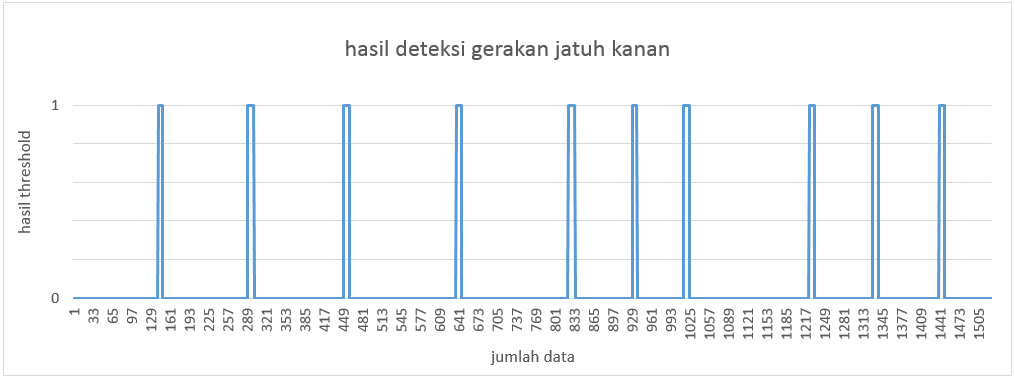 hasil deteksi gerakan jatuh kanan
1
hasil threshold
0
1 33 65 97 129 161 193 225 257 289 321 353 385 417 449 481 513 545 577 609 641 673 705 737 769 801 833 865 897 929 961 993 1025 1057 1089 1121 1153 1185 1217 1249 1281 1313 1345 1377 1409 1441 1473 1505
jumlah data